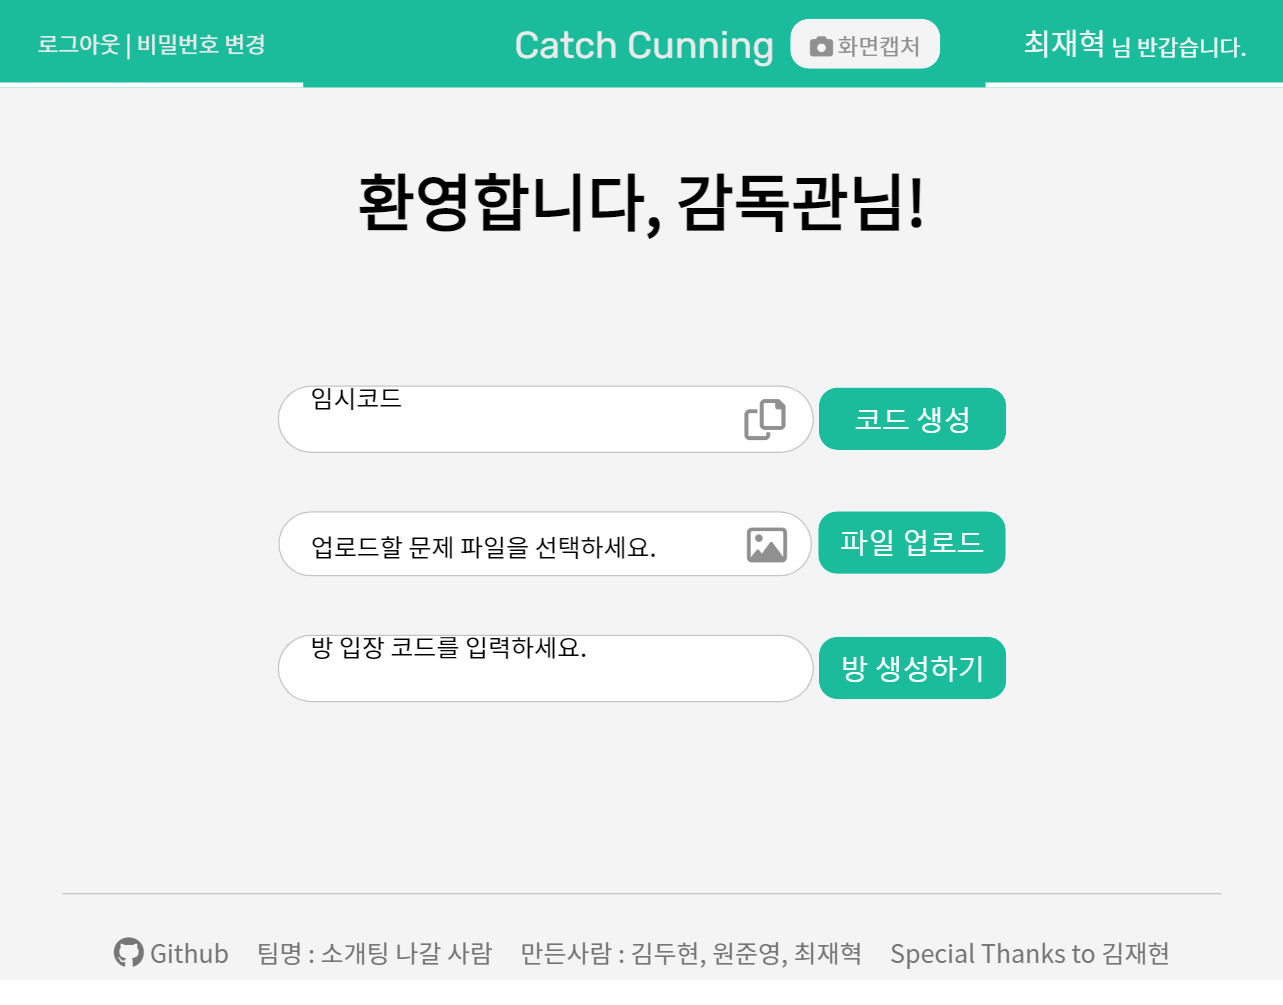 로그아웃 | 비밀번호 변경
Catch Cunning
화면캡처
최재혁 님 반갑습니다.
환영합니다, 감독관님!
임시코드
코드 생성
업로드할 문제 파일을 선택하세요.
파일 업로드
방 입장 코드를 입력하세요.
방 생성하기
Github
팀명 : 소개팅 나갈 사람
만든사람 : 김두현, 원준영, 최재혁
Special Thanks to 김재현